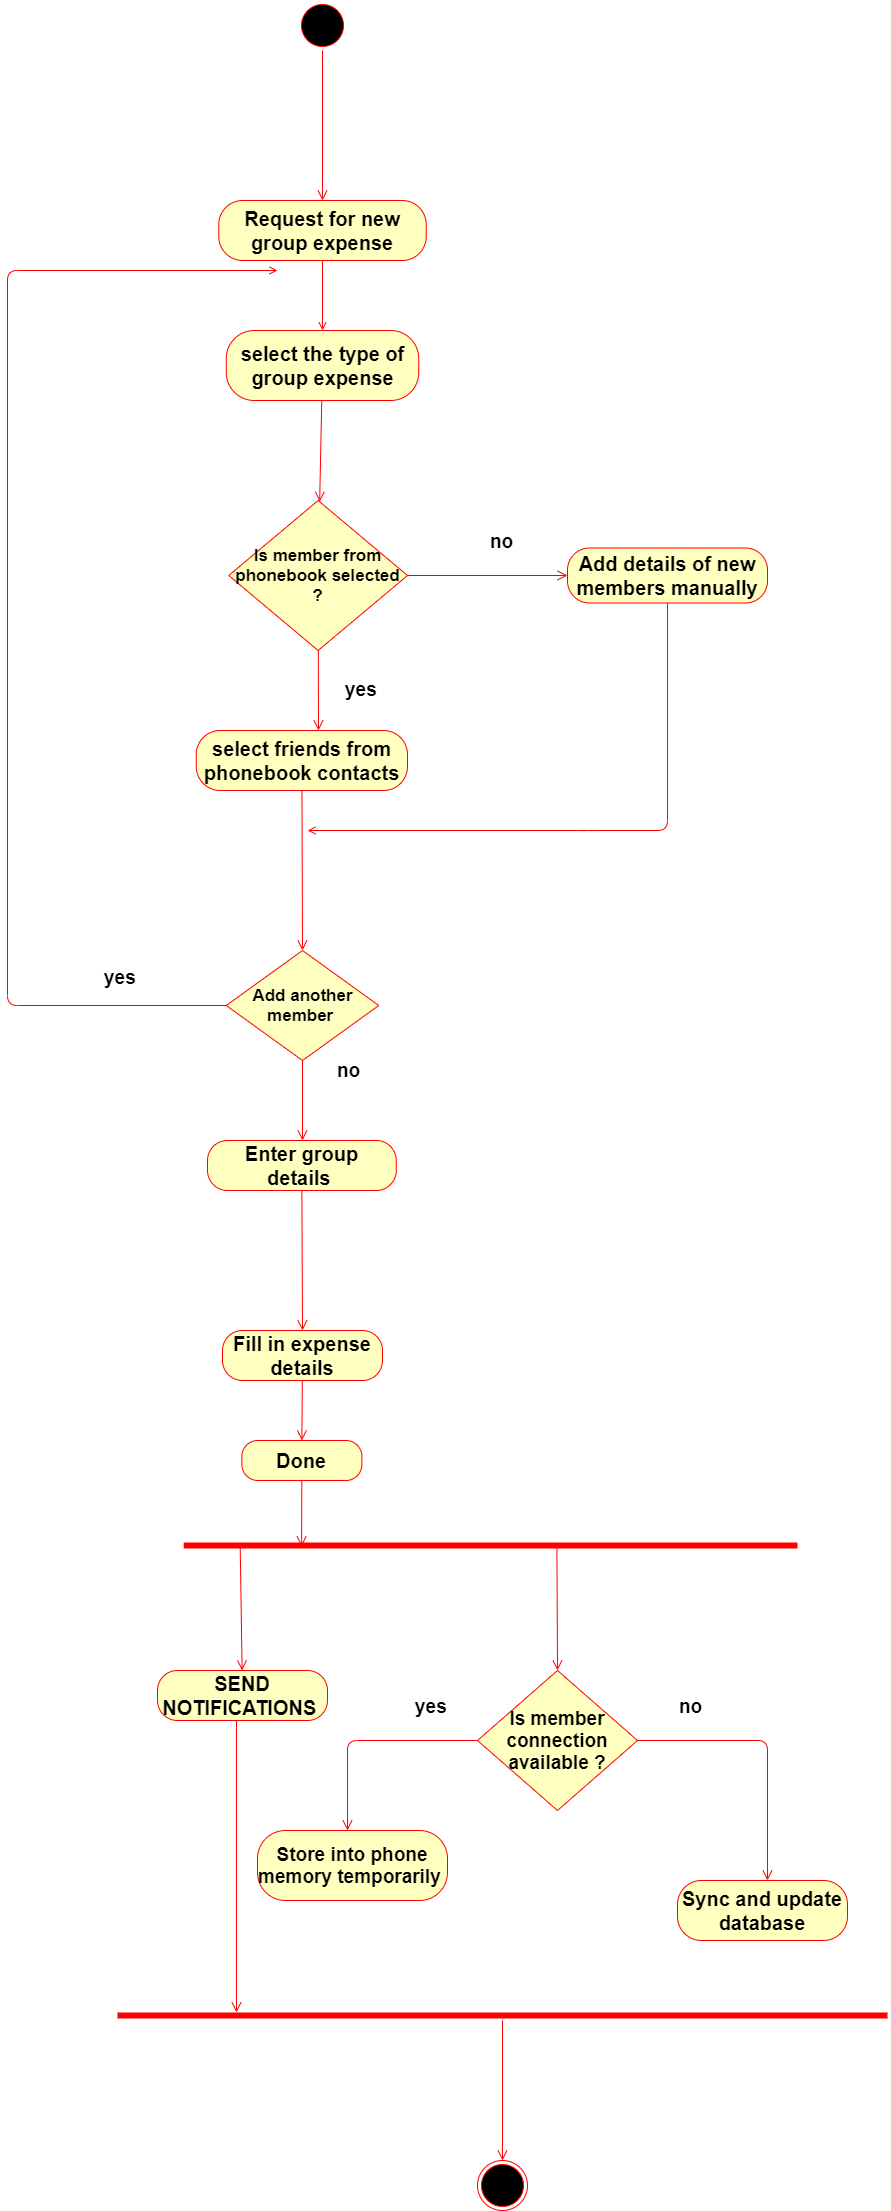 Request for new
group expense
select the type of
group expense
Is member from
phonebook selected
?
no
Add details of new
members manually
yes
select friends from
phonebook contacts
yes
Add another
member
no
Enter group
details
Fill in expense
details
Done
SEND
NOTIFICATIONS
yes
Is member
connection
available ?
no
Store into phone
memory temporarily
Sync and update
database